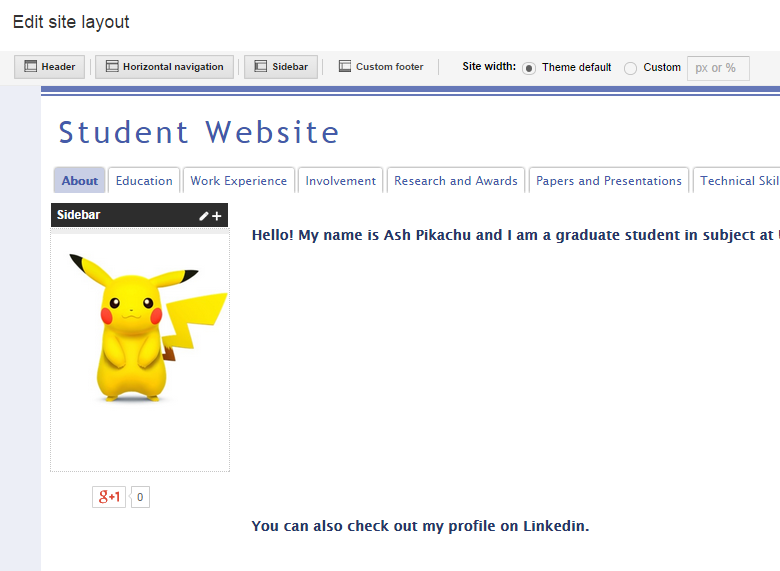 Edit site layout
Header Horizontal navigation Sidebar Custom footer Site width: Theme default Custom px or %
Student Website
About Education Work Experience Involvement Research and Awards Papers and Presentations Technical Skil
Sidebar
Hello! My name is Ash Pikachu and I am a graduate student in subject at
g+1 0
You can also check out my profile on Linkedin.